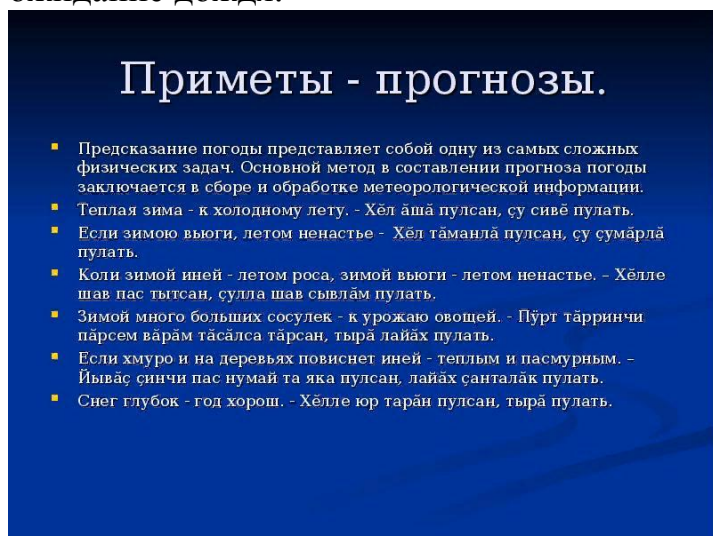 Приметы - прогнозы.
Предсказание погоды представляет собой одну из самых сложных
физических задач. Основной метод в составлении прогноза погоды
заключается в сборе и обработке метеорологической информации.
Теплая зима - к холодному лету. - Хĕл ăшă пулсан, çу сивĕ пулать.
Если зимою вьюги, летом ненастье - Хĕл тăманлă пулсан, çу çумăрлă
пулать.
Коли зимой иней - летом роса, зимой вьюги - летом ненастье. – Хĕлле
шав пас тытсан, çулла шав сывлăм пулать.
Зимой много больших сосулек - к урожаю овощей. - Пÿрт тăрринчи
пăрсем вăрăм тăсăлса тăрсан, тырă лайăх пулать.
Если хмуро и на деревьях повиснет иней - теплым и пасмурным. –
Йывăç çинчи пас нумай та яка пулсан, лайăх çанталăк пулать.
Снег глубок - год хорош. - Хĕлле юр тарăн пулсан, тырă пулать.